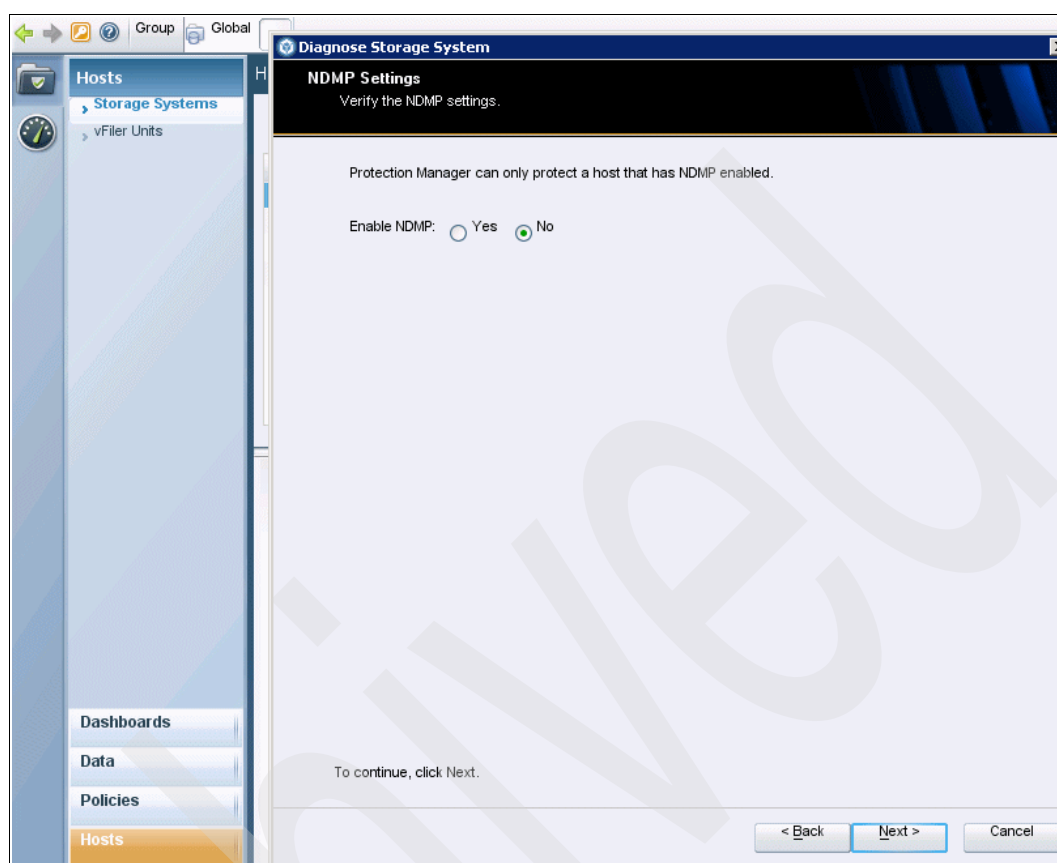 Group Global
Diagnose Storage System
Hosts
H
Storage Systems
vFiler Units
NDMP Settings
Verify the NDMP settings.
Protection Manager can only protect a host that has NDMP enabled.
Enable NDMP: Yes No
Dashboards
Data
Policies
Hosts
To continue, click Next.
< Back Next > Cancel
hived